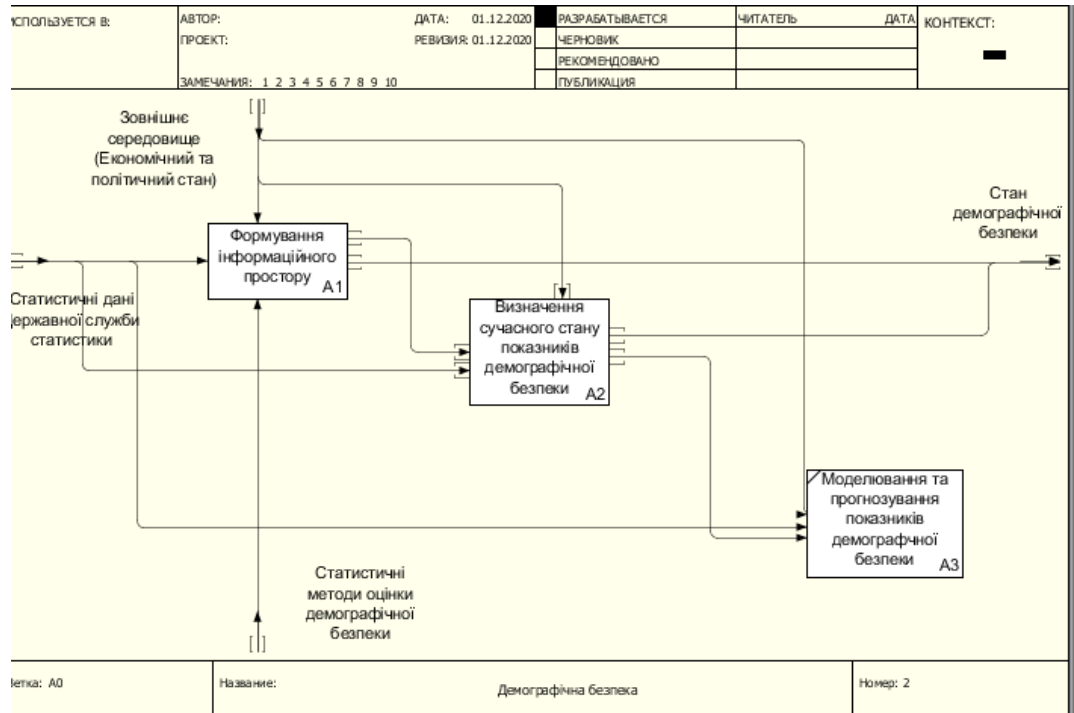 ИСПОЛЬЗУЕТСЯ В:
АВТОР:
ДАТА: 01.12.2020
РАЗРАБАТЫВАЕТСЯ
ЧИТАТЕЛЬ
ДАТА
КОНТЕКСТ:
ПРОЕКТ:
РЕВИЗИЯ: 01.12.2020
ЧЕРНОВИК
РЕКОМЕНДОВАНО
ЗАМЕЧАНИЯ: 1 2 3 4 5 6 7 8 9 10
ПУБЛИКАЦИЯ
Зовнішнє
середовище
(Економічний та
політичний стан)
Стан
демографічної
безпеки
Формування
інформаційного
простору
A1
Статистичні дані
Державної служби
статистики
Визначення
сучасного стану
показників
демографічної
безпеки
A2
Моделювання та
прогнозування
показників
демографчної
безпеки
A3
Статистичні
методи оцінки
демографічної
безпеки
Ветка: A0
Название:
Демографічна безпека
Номер: 2